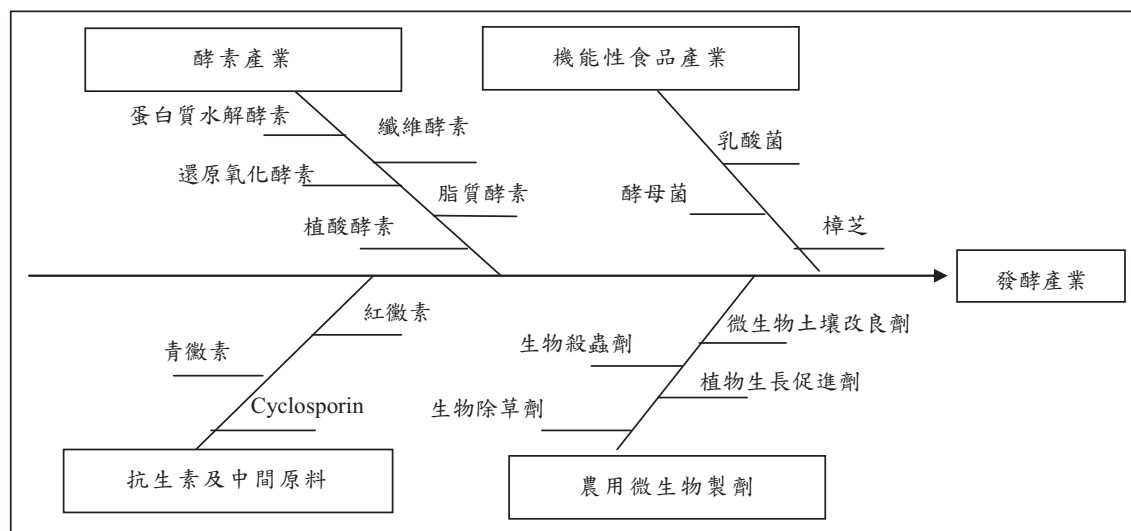 酵素產業
機能性食品產業
蛋白質水解酵素
纖維酵素
乳酸菌
還原氧化酵素
脂質酵素
酵母菌
植酸酵素
樟芝
發酵產業
紅黴素
微生物土壤改良劑
生物殺蟲劑
青黴素
植物生長促進劑
Cyclosporin
生物除草劑
抗生素及中間原料
農用微生物製劑